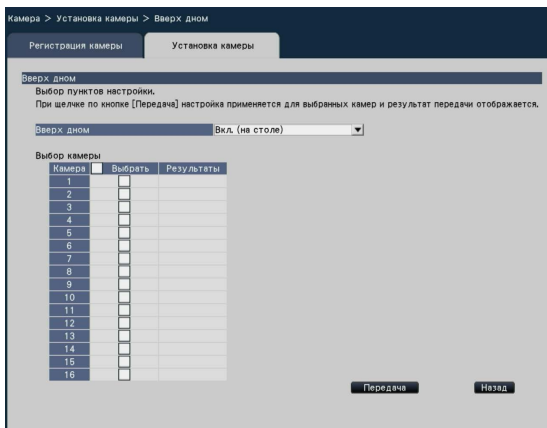 Камера > Установка камеры > Вверх дном
Регистрация камеры
Установка камеры
Вверх дном
Выбор пунктов настройки.
При щелчке по кнопке [Передача] настройка применяется для выбранных камер и результат передачи отображается.
Вверх дном Вкл. (на столе)
Выбор камеры
Камера Выбрать Результаты
1
2
3
4
5
6
7
8
9
10
11
12
13
14
15
16
Передача Назад